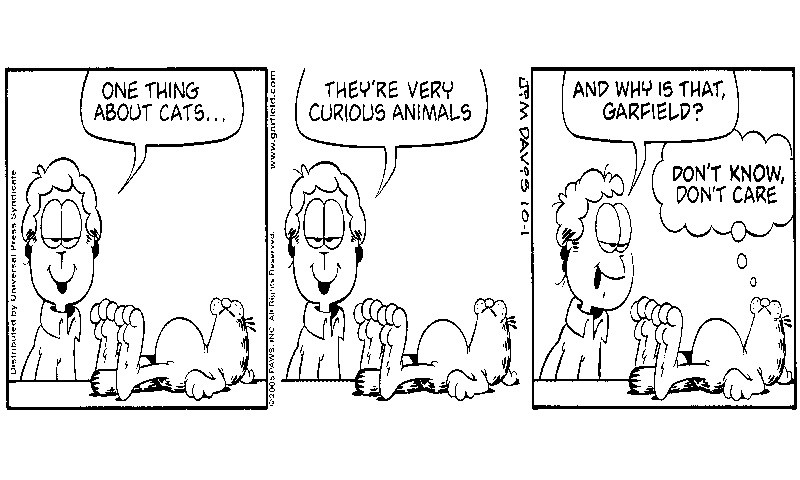 ONE THING
ABOUT CATS...
Distributed by Universal Press Syndicate
THEY'RE VERY
CURIOUS ANIMALS
www.garfield.com
©2005 PAWS, INC. All Rights Reserved.
AND WHY IS THAT,
GARFIELD?
DON'T KNOW,
DON'T CARE
JIM DAVIS 10-1